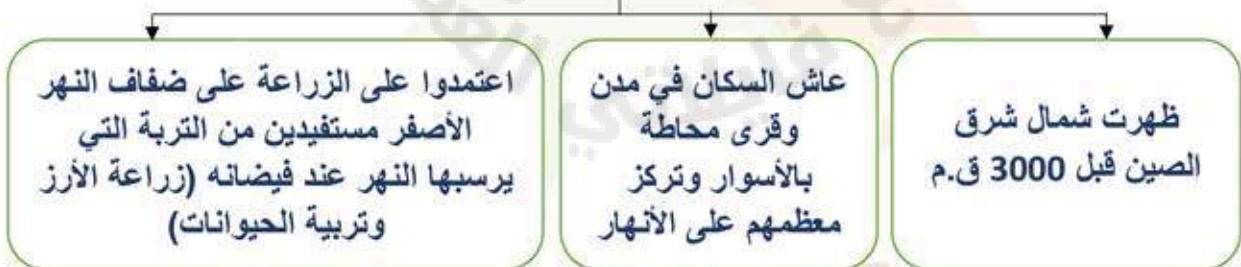 ظهرت شمال شرق
الصين قبل 3000 ق.م
عاش السكان في مدن
وقرى محاطة
بالأسوار وتركز
معظمهم على الأنهار
اعتمدوا على الزراعة على ضفاف النهر
الأصفر مستفيدين من التربة التي
يرسبها النهر عند فيضانه (زراعة الأرز
وتربية الحيوانات)